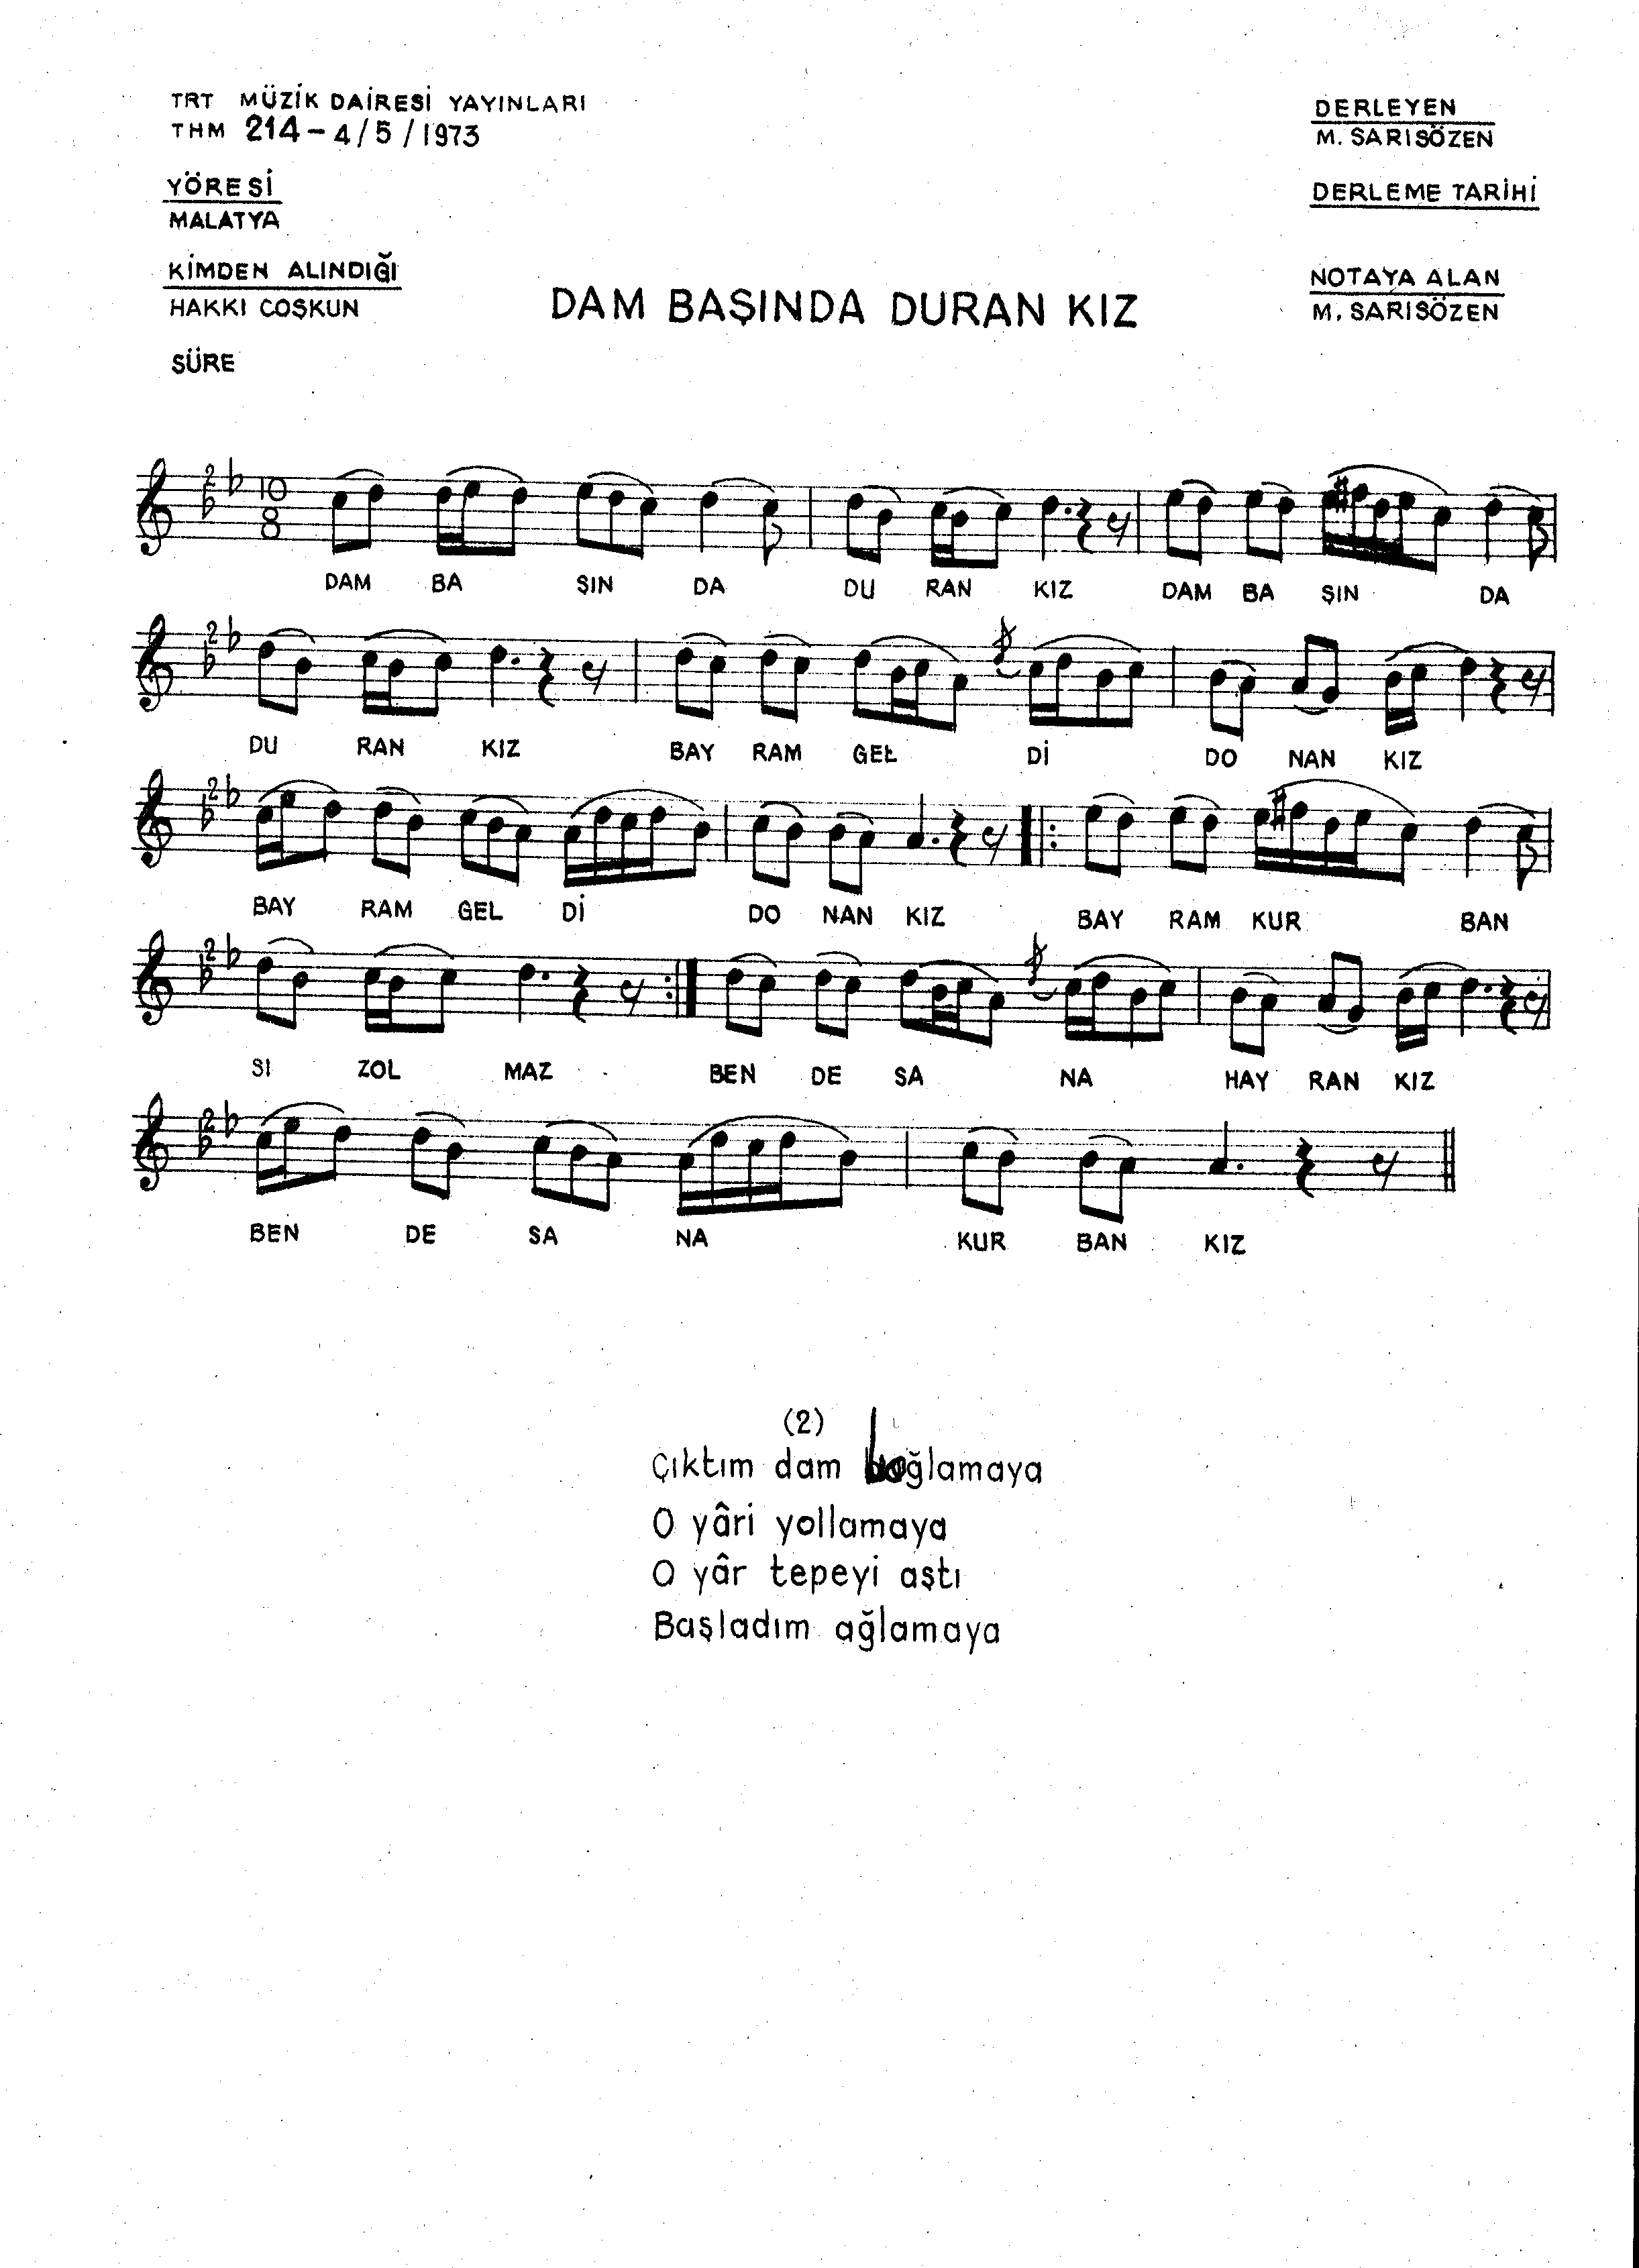 TRT MÜZİK DAİRESİ YAYINLARI
THM 214 - 4/5/1973
YÖRESİ
MALATYA
KİMDEN ALINDIĞI
HAKKI COŞKUN
SÜRE
DAM BAŞINDA DURAN KIZ
DERLEYEN
M. SARISÖZEN
DERLEME TARİHİ
NOTAYA ALAN
M. SARISÖZEN
10
8
DAM BA ŞIN DA DU RAN KIZ DAM BA ŞIN DA
DU RAN KIZ BAY RAM GEL Dİ DO NAN KIZ
BAY RAM GEL Dİ DO NAN KIZ BAY RAM KUR BAN
SI ZOL MAZ BEN DE SA NA HAY RAN KIZ
BEN DE SA NA KUR BAN KIZ
(2)
Çıktım dam
O yâri yollamaya
O yâr tepeyi aştı
Başladım ağlamaya